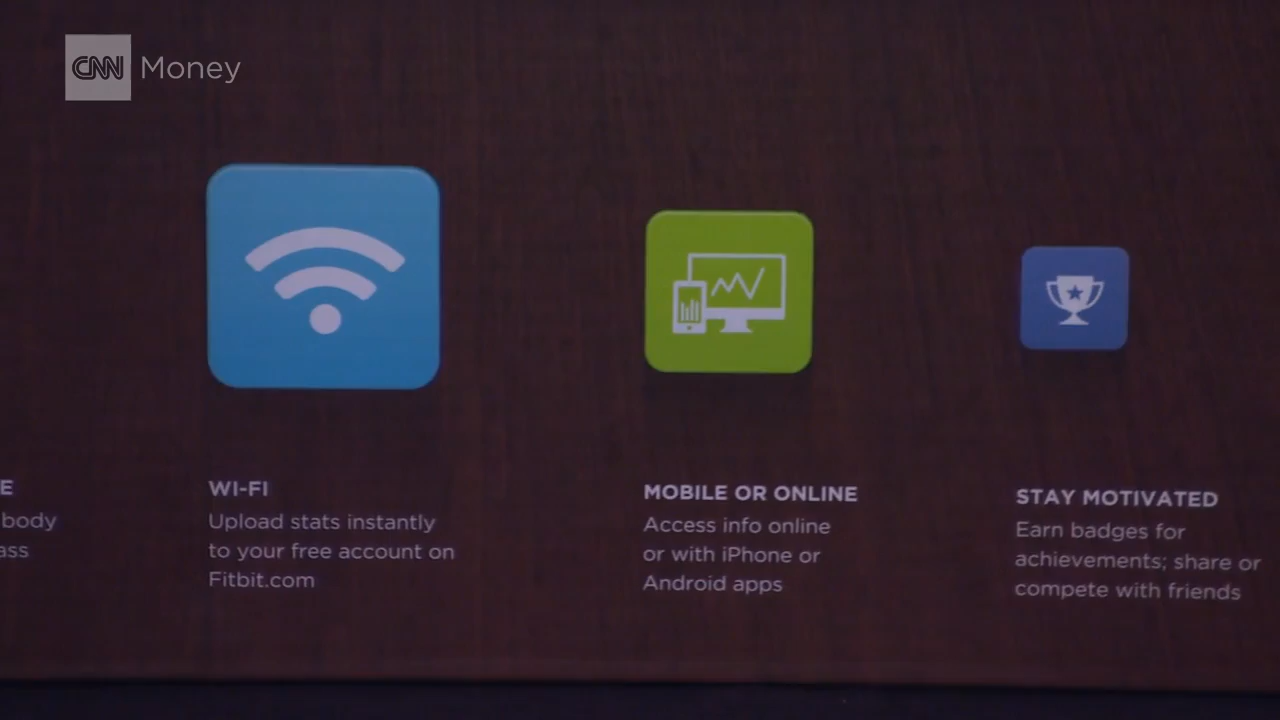 CNN Money
E
body
ass
WI-FI
Upload stats instantly
to your free account on
Fitbit.com
MOBILE OR ONLINE
Access info online
or with iPhone or
Android apps
STAY MOTIVATED
Earn badges for
achievements; share or
compete with friends